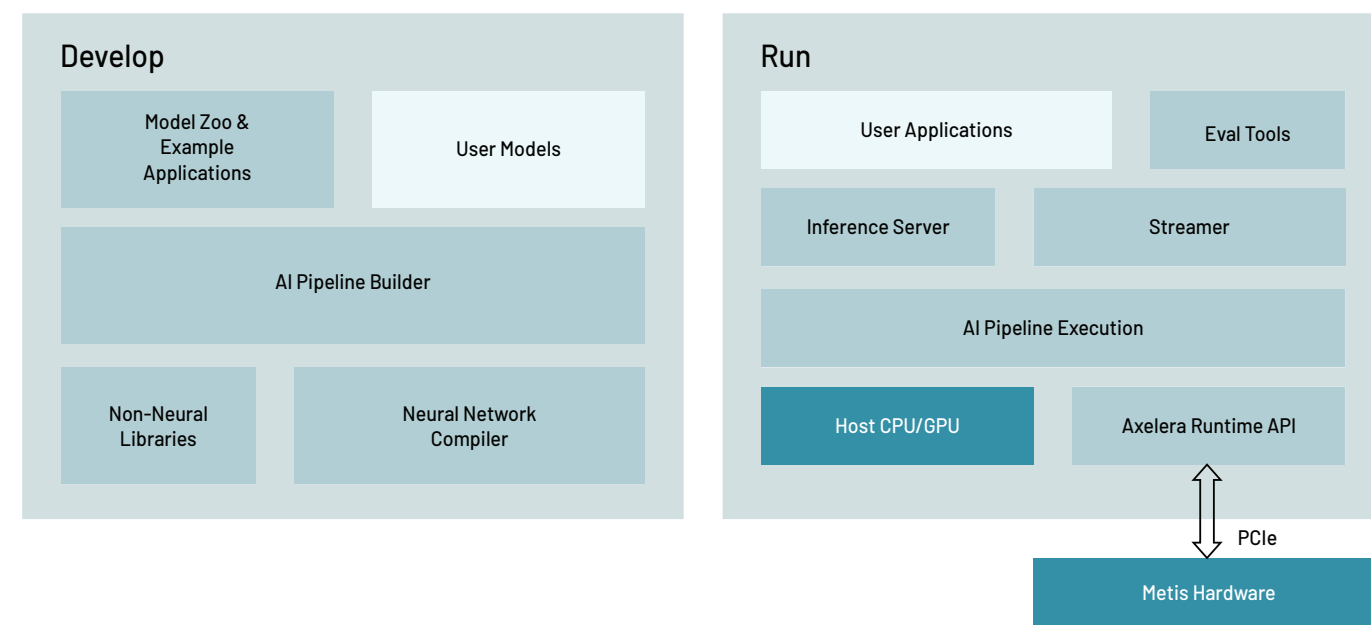 Develop
Model Zoo &
Example
Applications
User Models
AI Pipeline Builder
Non-Neural
Libraries
Neural Network
Compiler
Run
User Applications
Eval Tools
Inference Server
Streamer
AI Pipeline Execution
Host CPU/GPU
Axelera Runtime API
PCIe
Metis Hardware